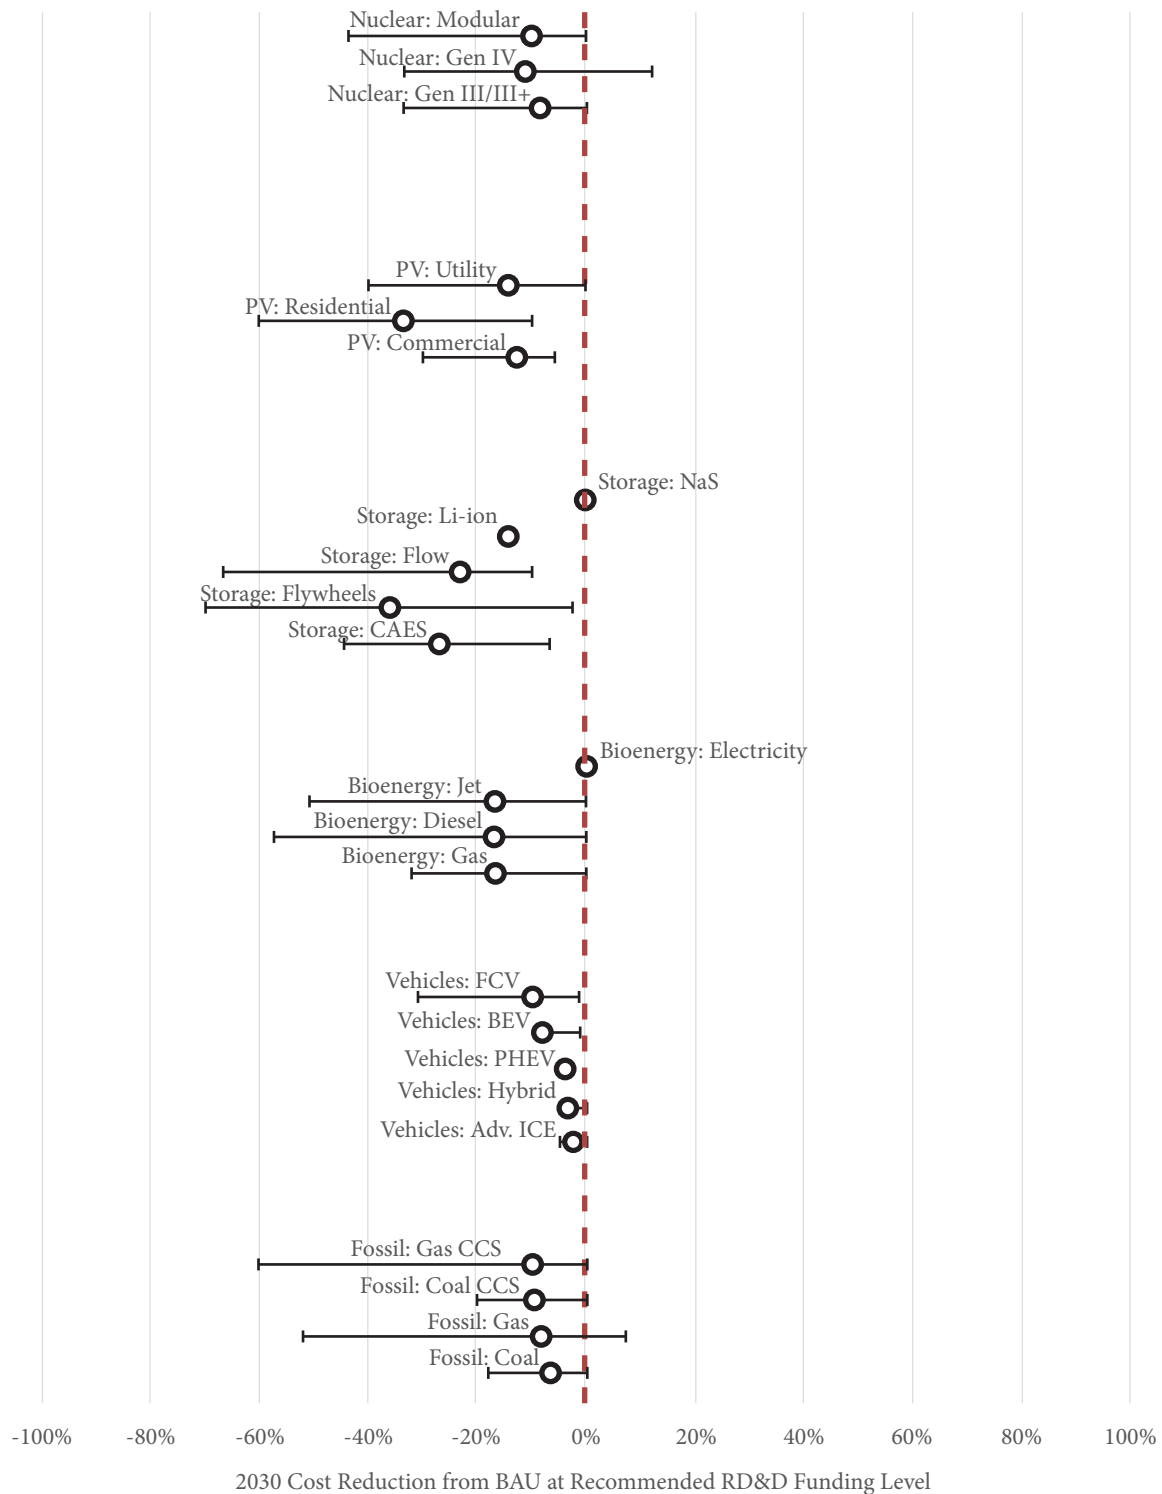 Nuclear: Modular
Nuclear: Gen IV
Nuclear: Gen III/III+
PV: Utility
PV: Residential
PV: Commercial
Storage: NaS
Storage: Li-ion
Storage: Flow
Storage: Flywheels
Storage: CAES
Bioenergy: Electricity
Bioenergy: Jet
Bioenergy: Diesel
Bioenergy: Gas
Vehicles: FCV
Vehicles: BEV
Vehicles: PHEV
Vehicles: Hybrid
Vehicles: Adv. ICE
Fossil: Gas CCS
Fossil: Coal CCS
Fossil: Gas
Fossil: Coal
-100% -80% -60% -40% -20% 0% 20% 40% 60% 80% 100%
2030 Cost Reduction from BAU at Recommended RD&D Funding Level